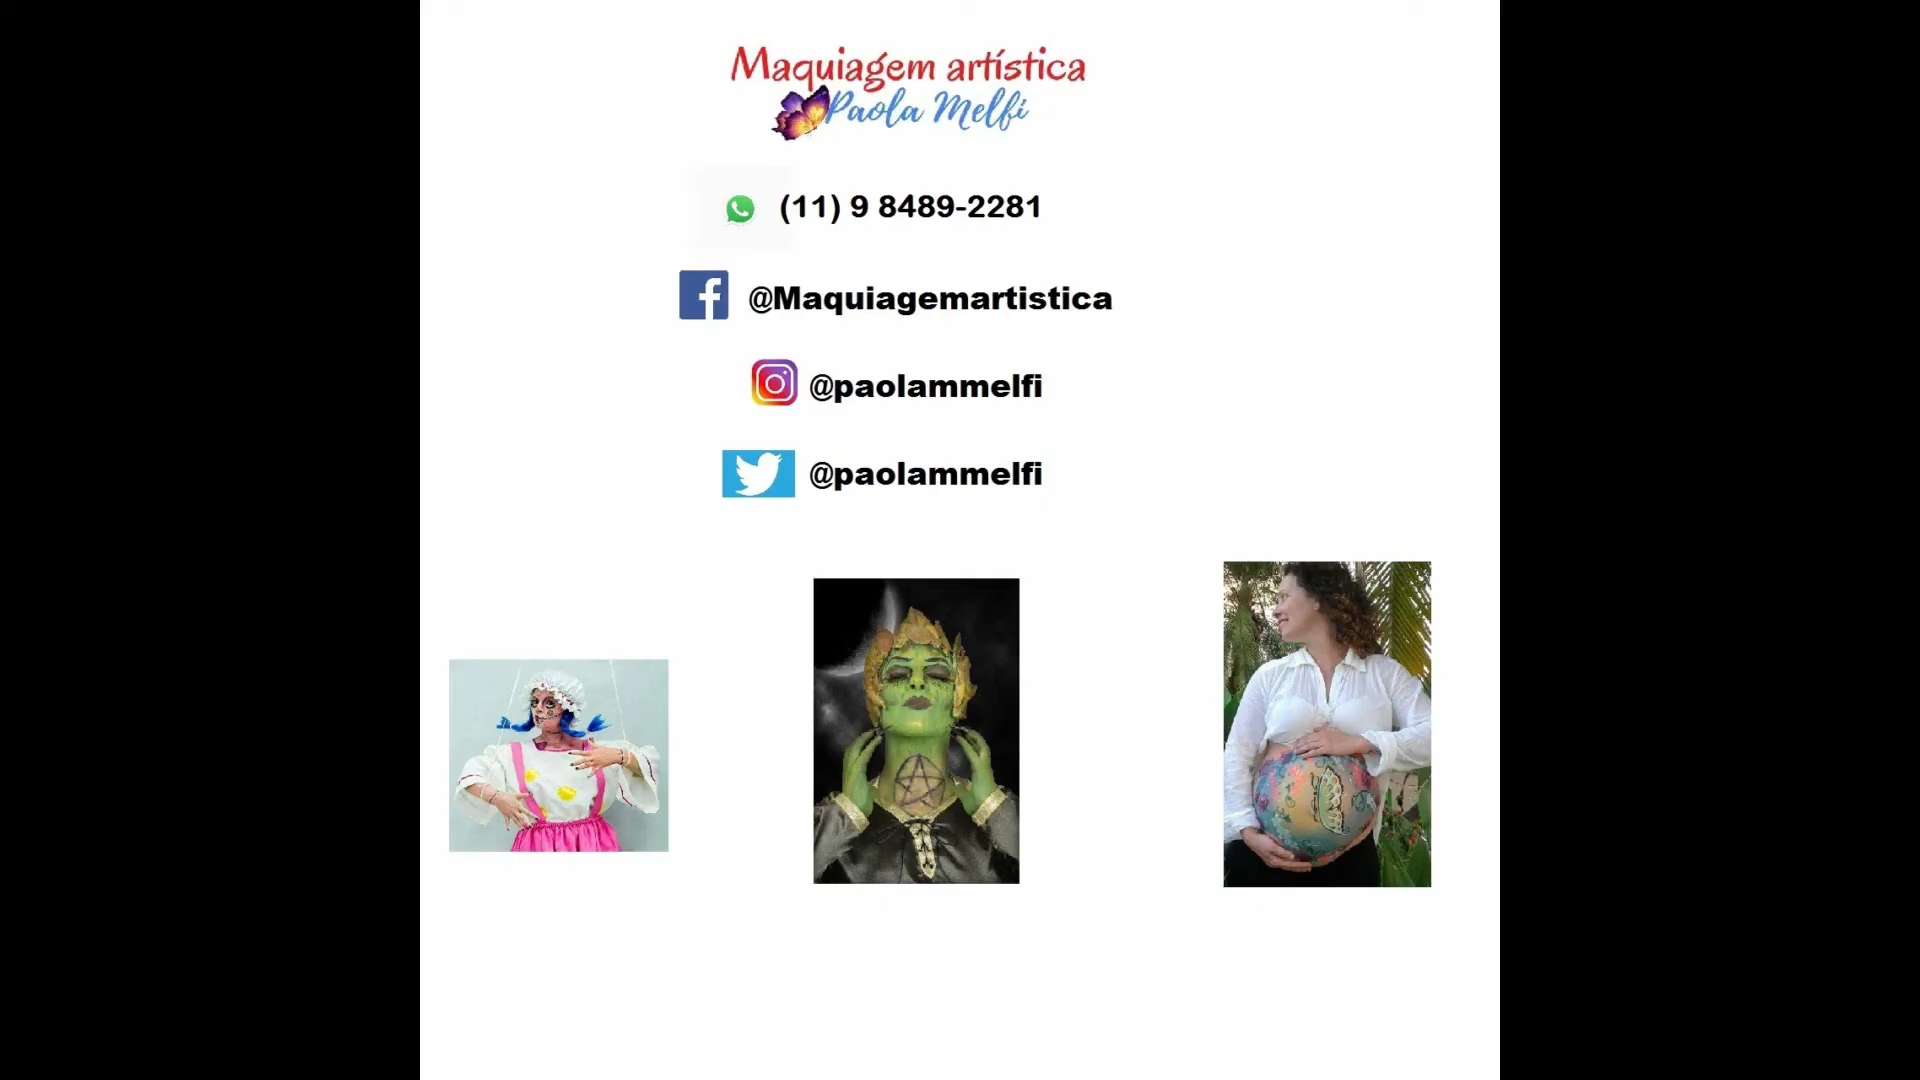 Maquiagem artística
Paola Melfi
(11) 9 8489-2281
@Maquiagemartistica
@paolammelfi
@paolammelfi